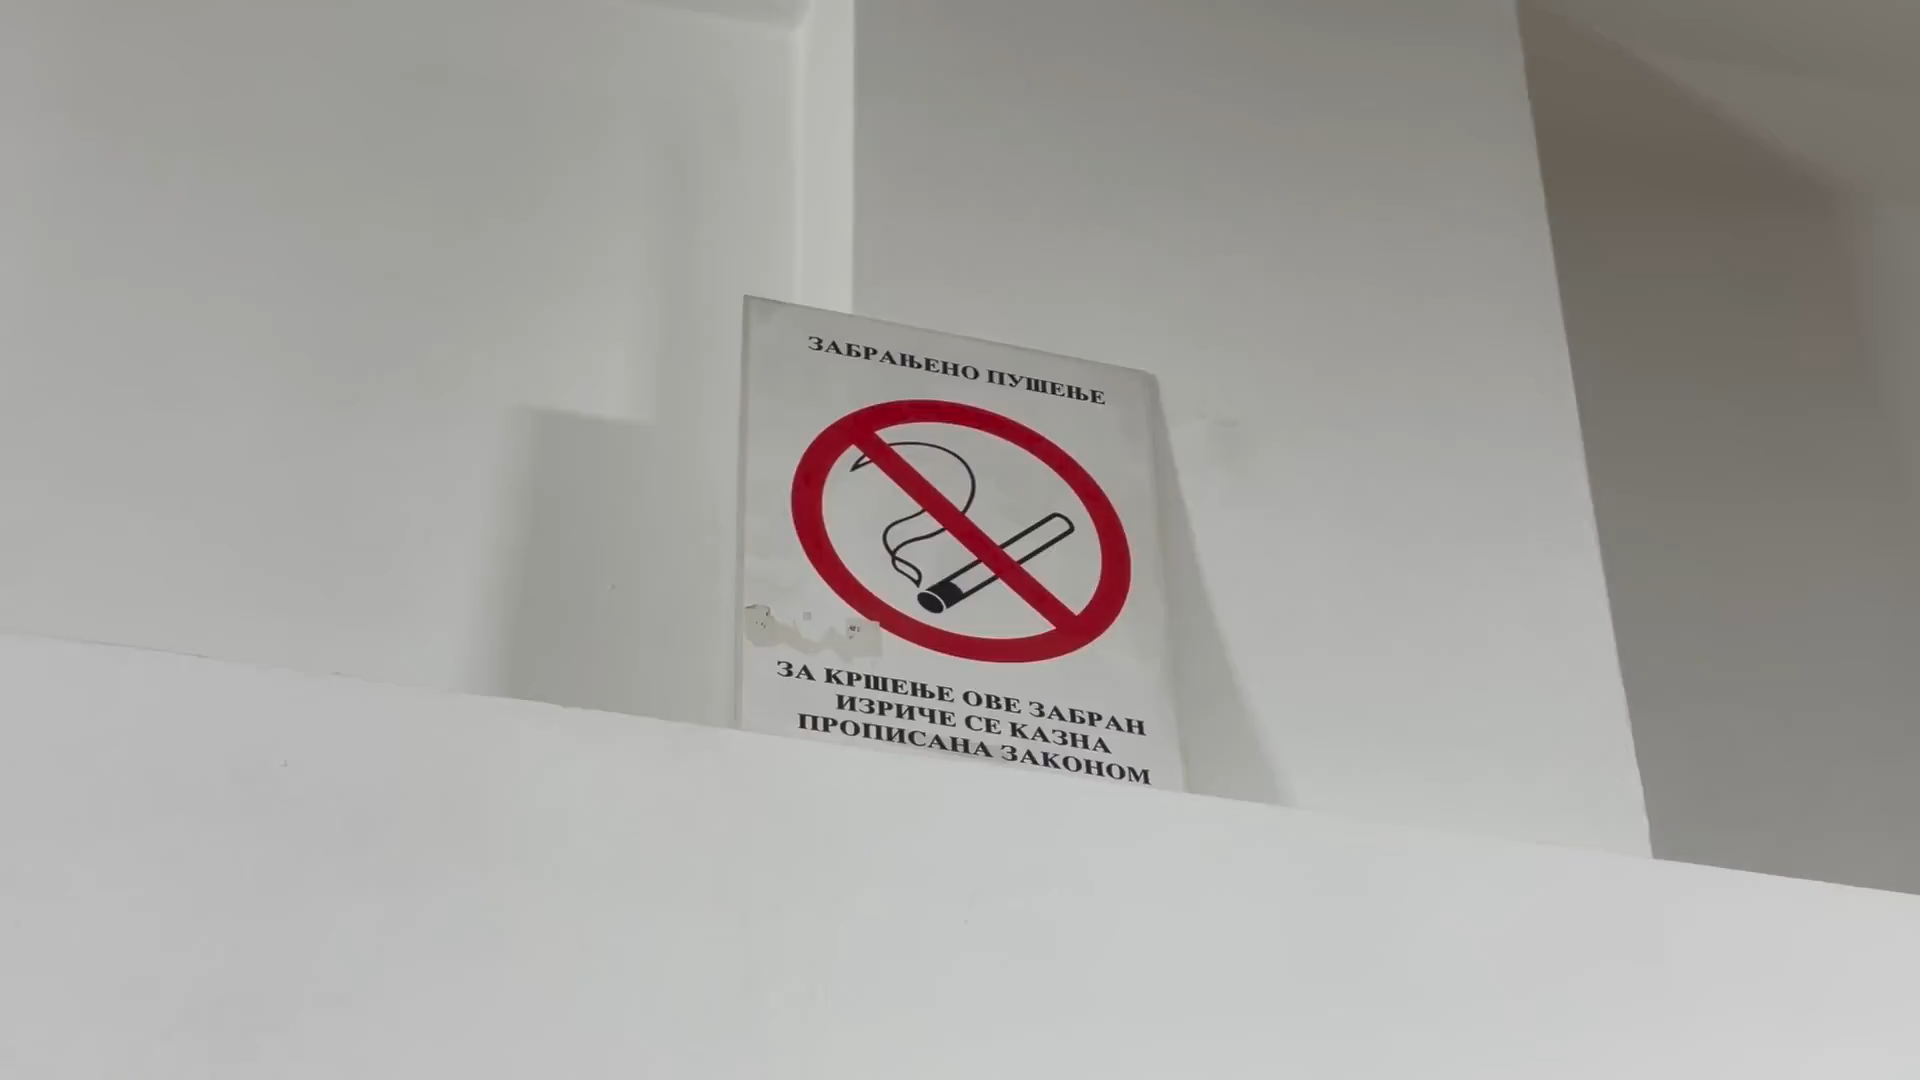 ЗАБРАЊЕНО ПУШЕЊЕ
ЗА КРШЕЊЕ ОВЕ ЗАБРАН
ИЗРИЧЕ СЕ КАЗНА
ПРОПИСАНА ЗАКОНОМ